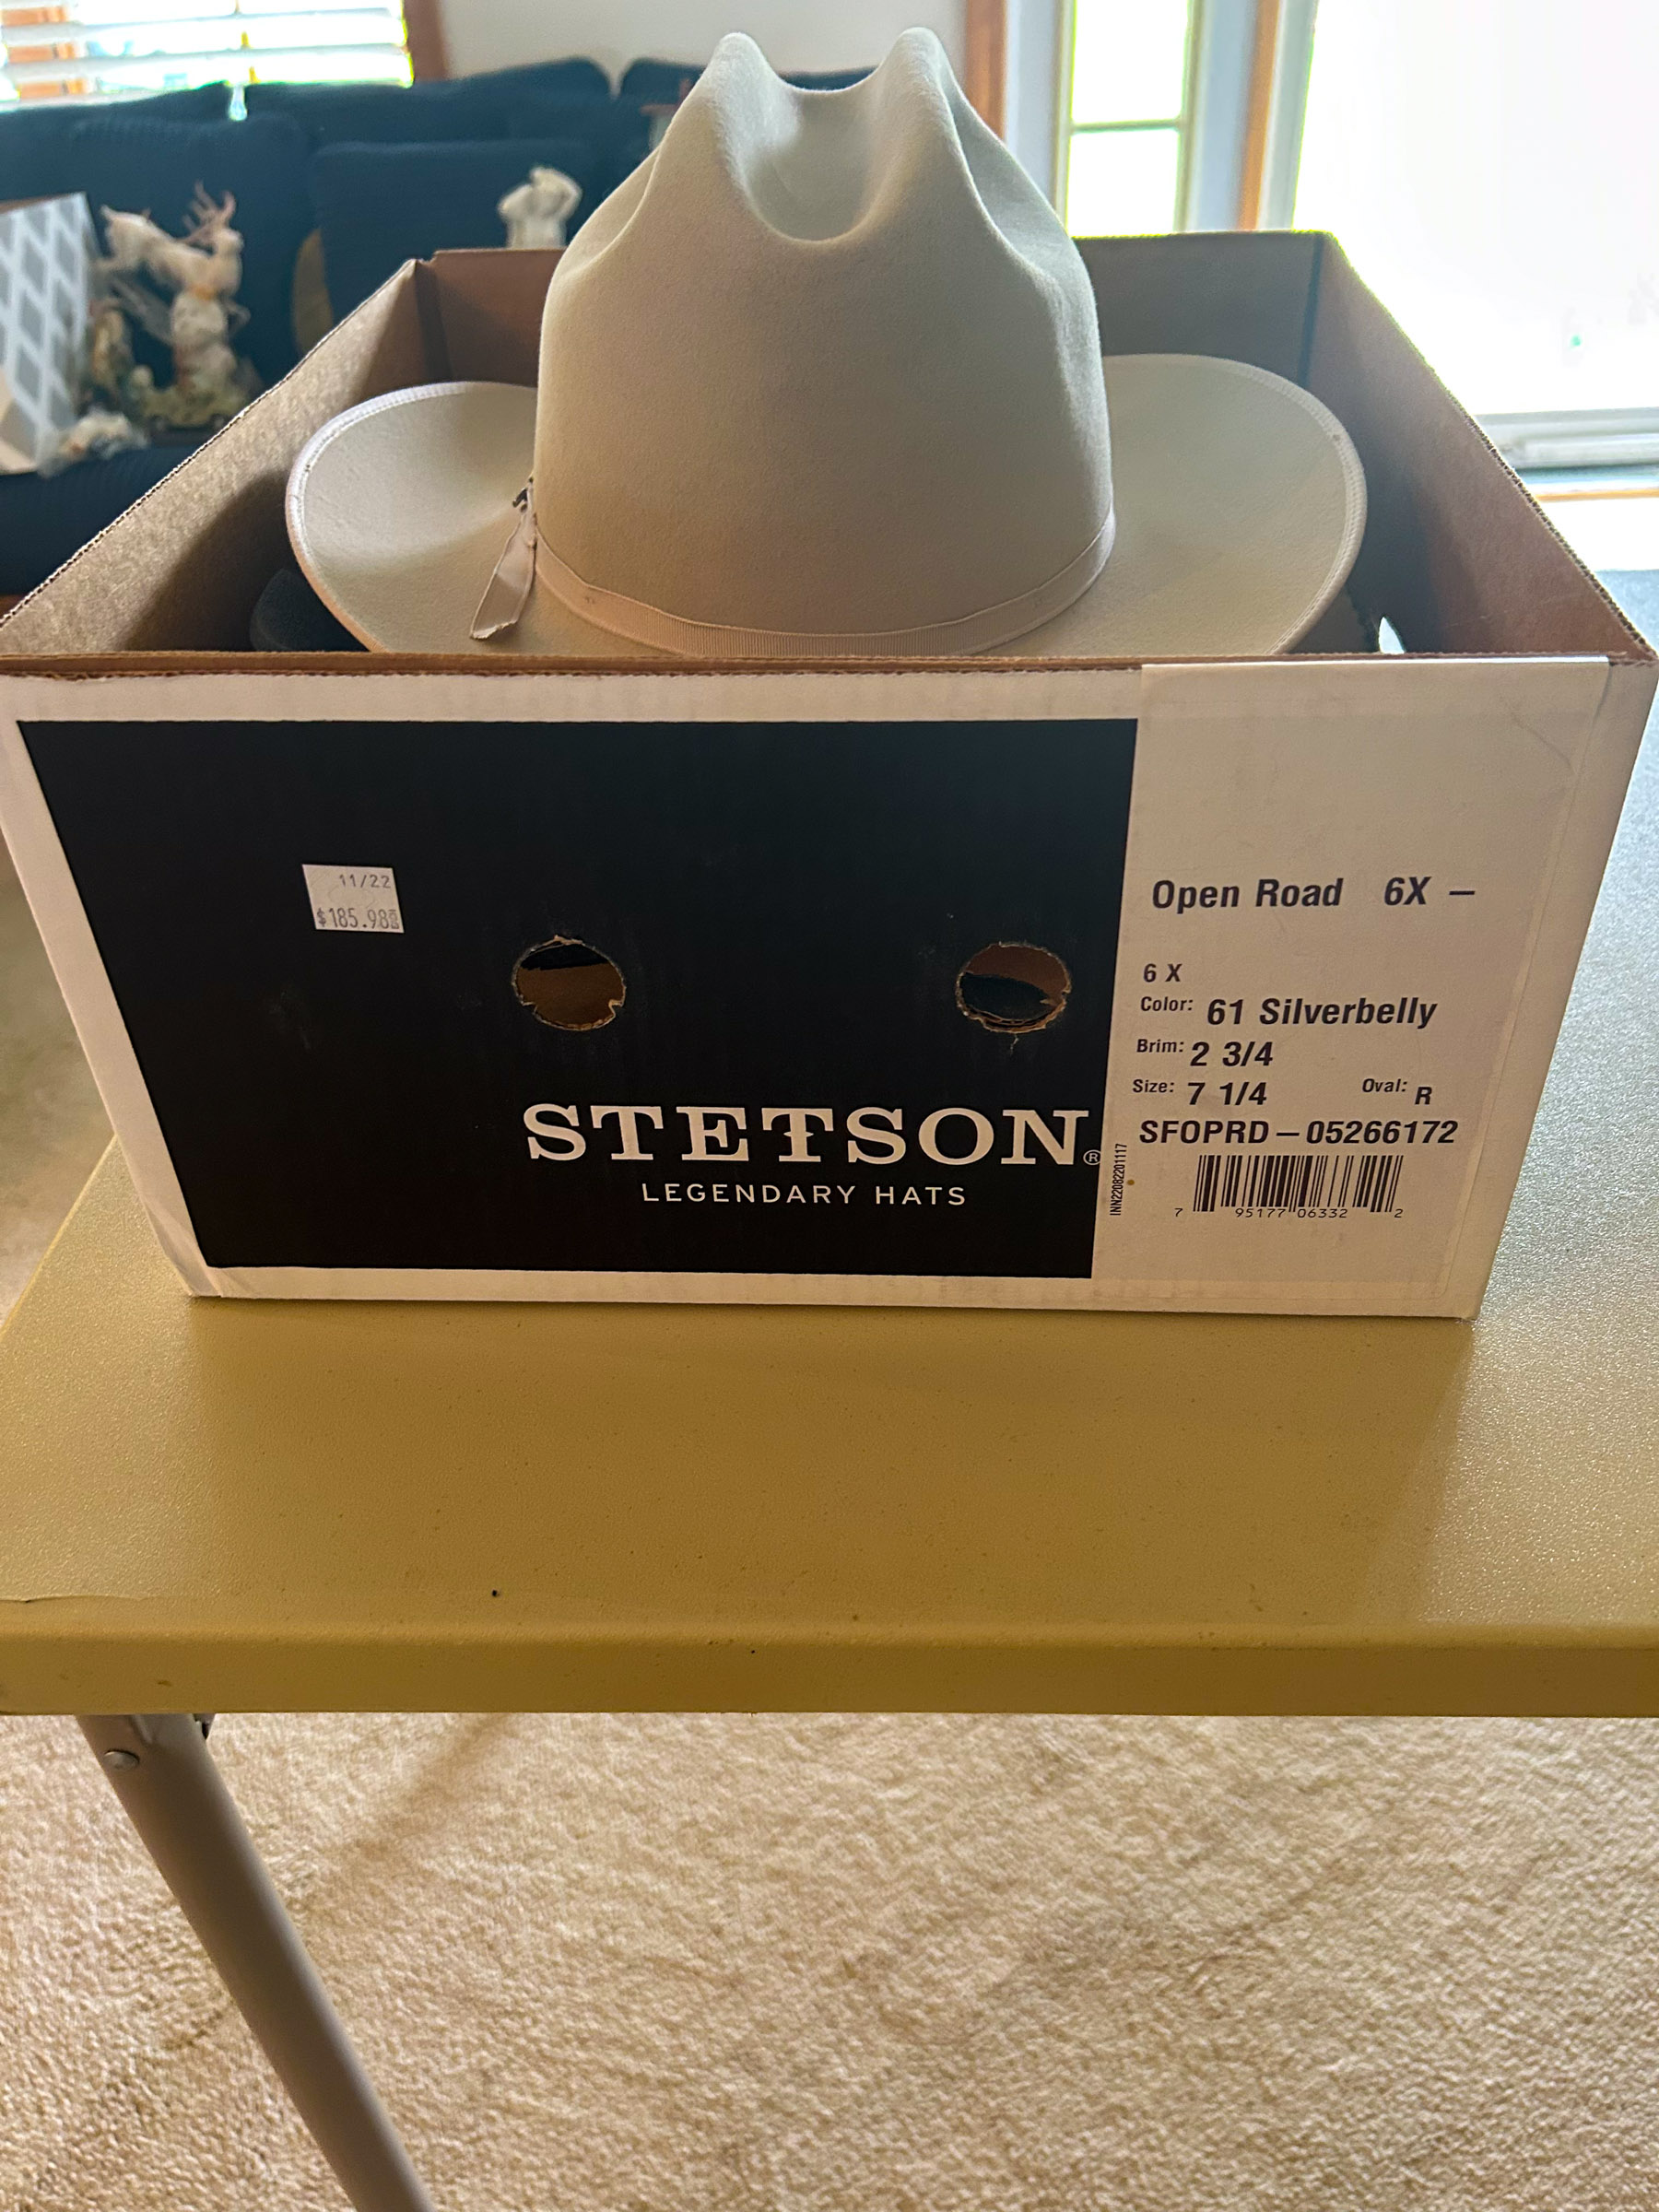 11/22
$185.98
STETSON®
LEGENDARY HATS
Open Road 6X –
6 X
Color: 61 Silverbelly
Brim: 2 3/4
Size: 7 1/4 Oval: R
SFOPRD – 05266172
INN22082201117
7 95177 06332 2